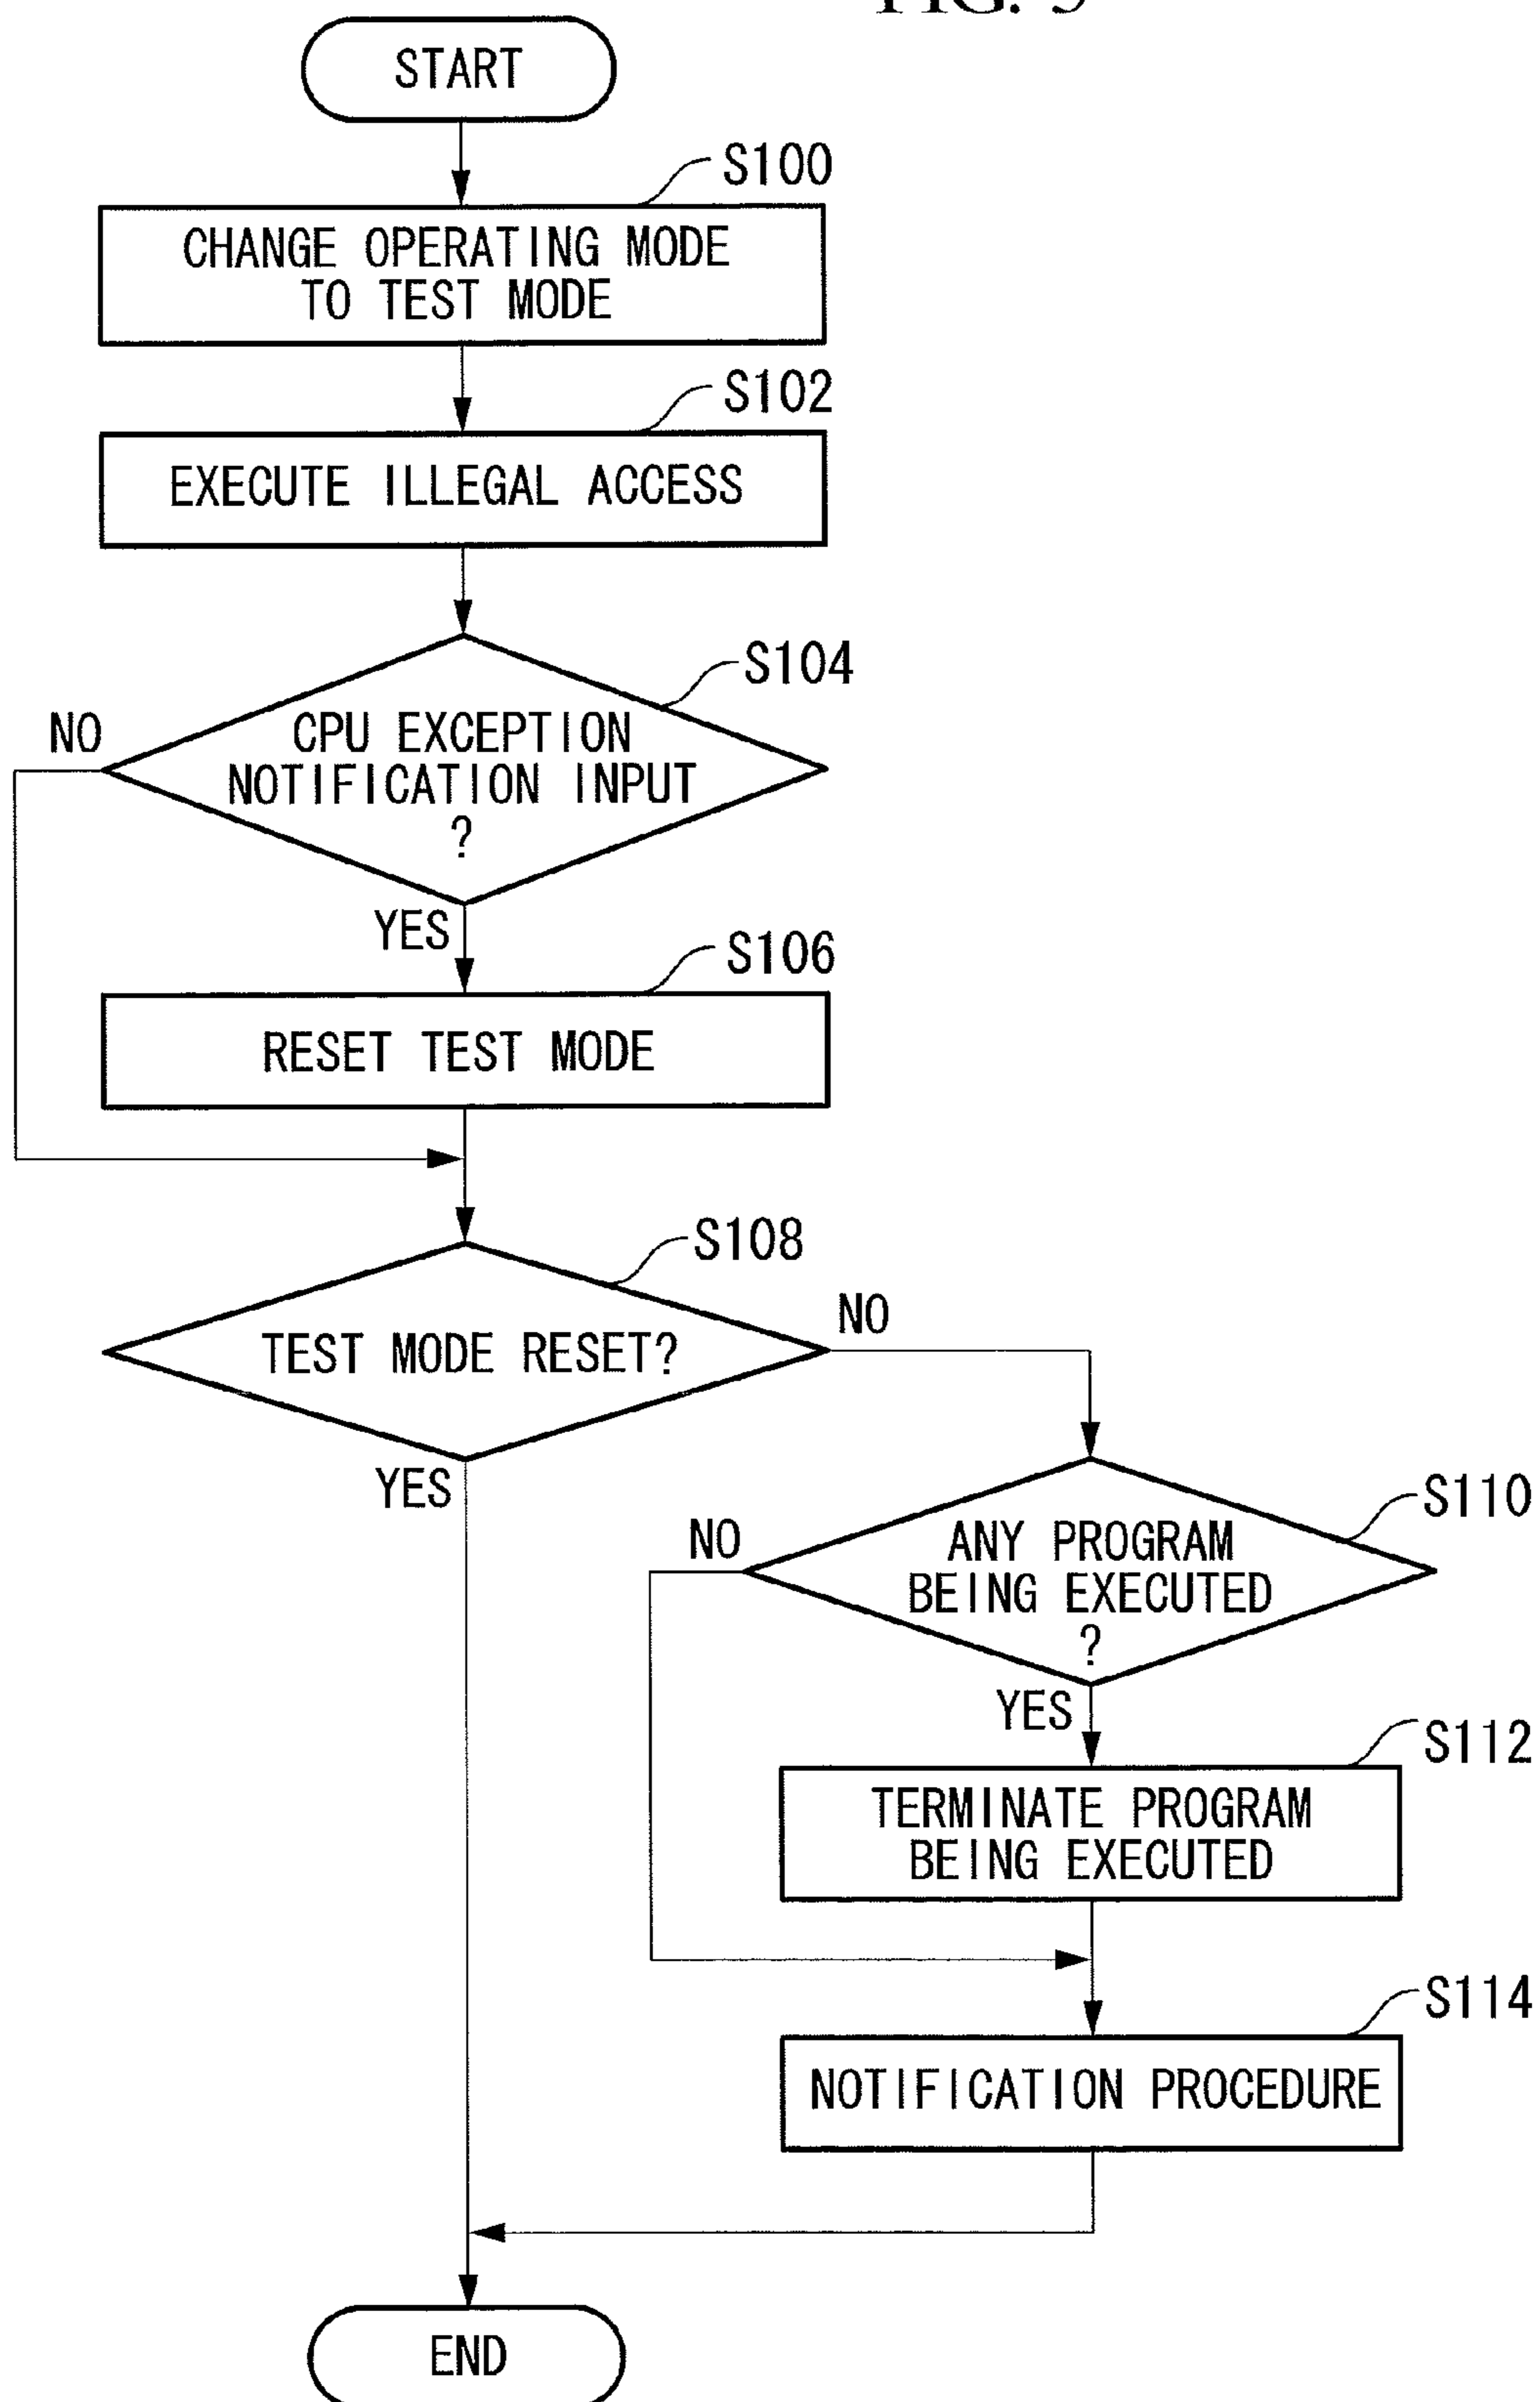 START
S100
CHANGE OPERATING MODE
TO TEST MODE
S102
EXECUTE ILLEGAL ACCESS
S104
NO
CPU EXCEPTION
NOTIFICATION INPUT
?
YES
S106
RESET TEST MODE
S108
NO
TEST MODE RESET?
YES
S110
NO
ANY PROGRAM
BEING EXECUTED
?
YES
S112
TERMINATE PROGRAM
BEING EXECUTED
S114
NOTIFICATION PROCEDURE
END